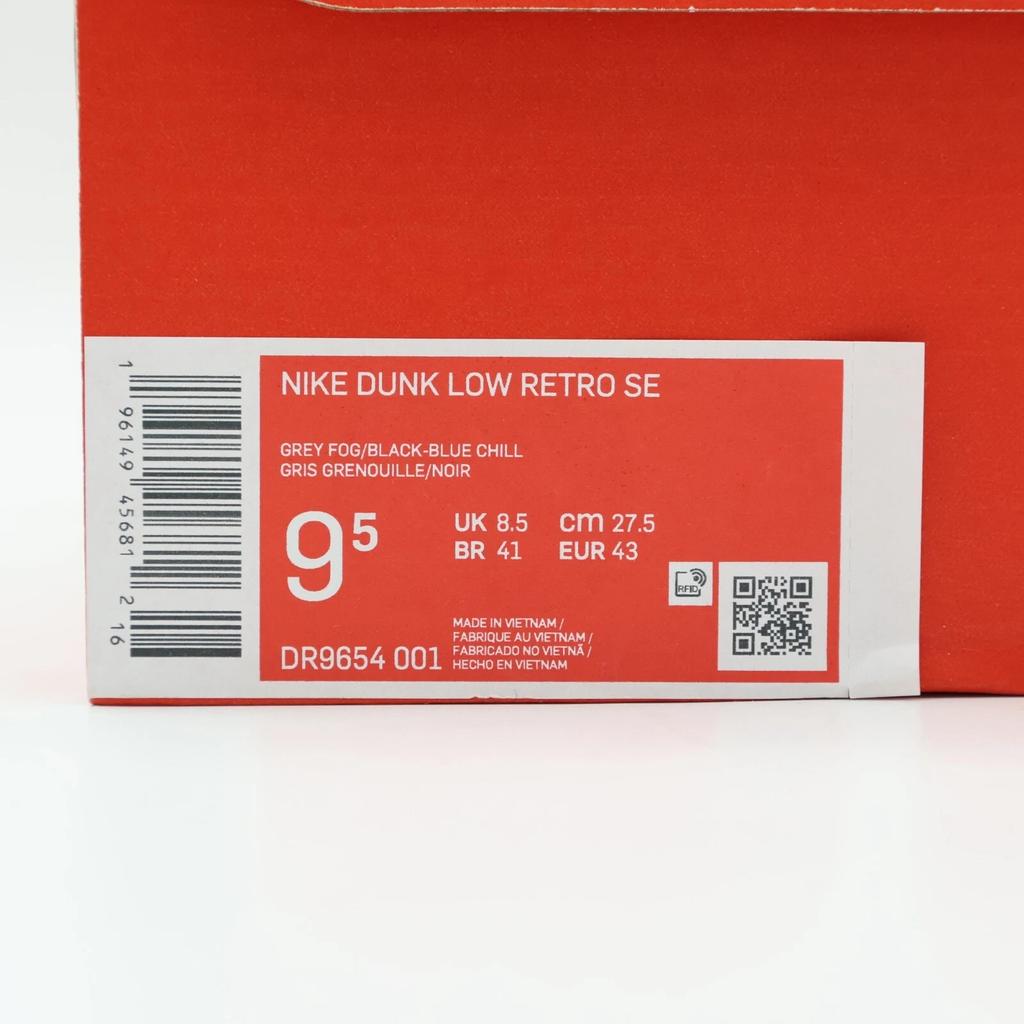 1 96149 45681 2 16
NIKE DUNK LOW RETRO SE
GREY FOG/BLACK-BLUE CHILL
GRIS GRENOUILLE/NOIR
9⁵
UK 8.5 cm 27.5
BR 41 EUR 43
RFID
DR9654 001
MADE IN VIETNAM /
FABRIQUE AU VIETNAM /
FABRICADO NO VIETNÃ /
HECHO EN VIETNAM